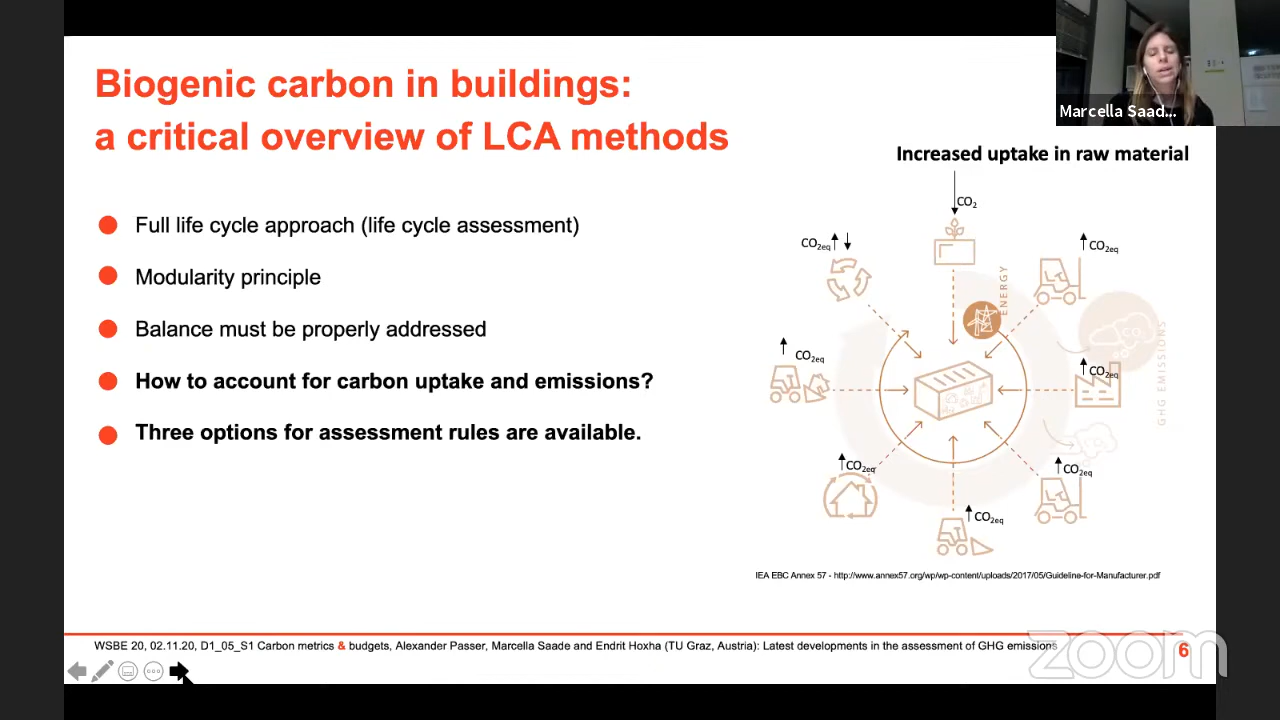 Biogenic carbon in buildings:
a critical overview of LCA methods
Marcella Saad...
Increased uptake in raw material
Full life cycle approach (life cycle assessment)
Modularity principle
Balance must be properly addressed
How to account for carbon uptake and emissions?
Three options for assessment rules are available.
CO2
CO2eq
CO2eq
ENERGY
CO2
CO2eq
CO2eq
GHG EMISSIONS
CO2eq
CO2eq
CO2eq
IEA EBC Annex 57 - http://www.annex57.org/wp/wp-content/uploads/2017/05/Guideline-for-Manufacturer.pdf
WSBE 20, 02.11.20, D1_05_S1 Carbon metrics & budgets, Alexander Passer, Marcella Saade and Endrit Hoxha (TU Graz, Austria): Latest developments in the assessment of GHG emissions
6
zoom